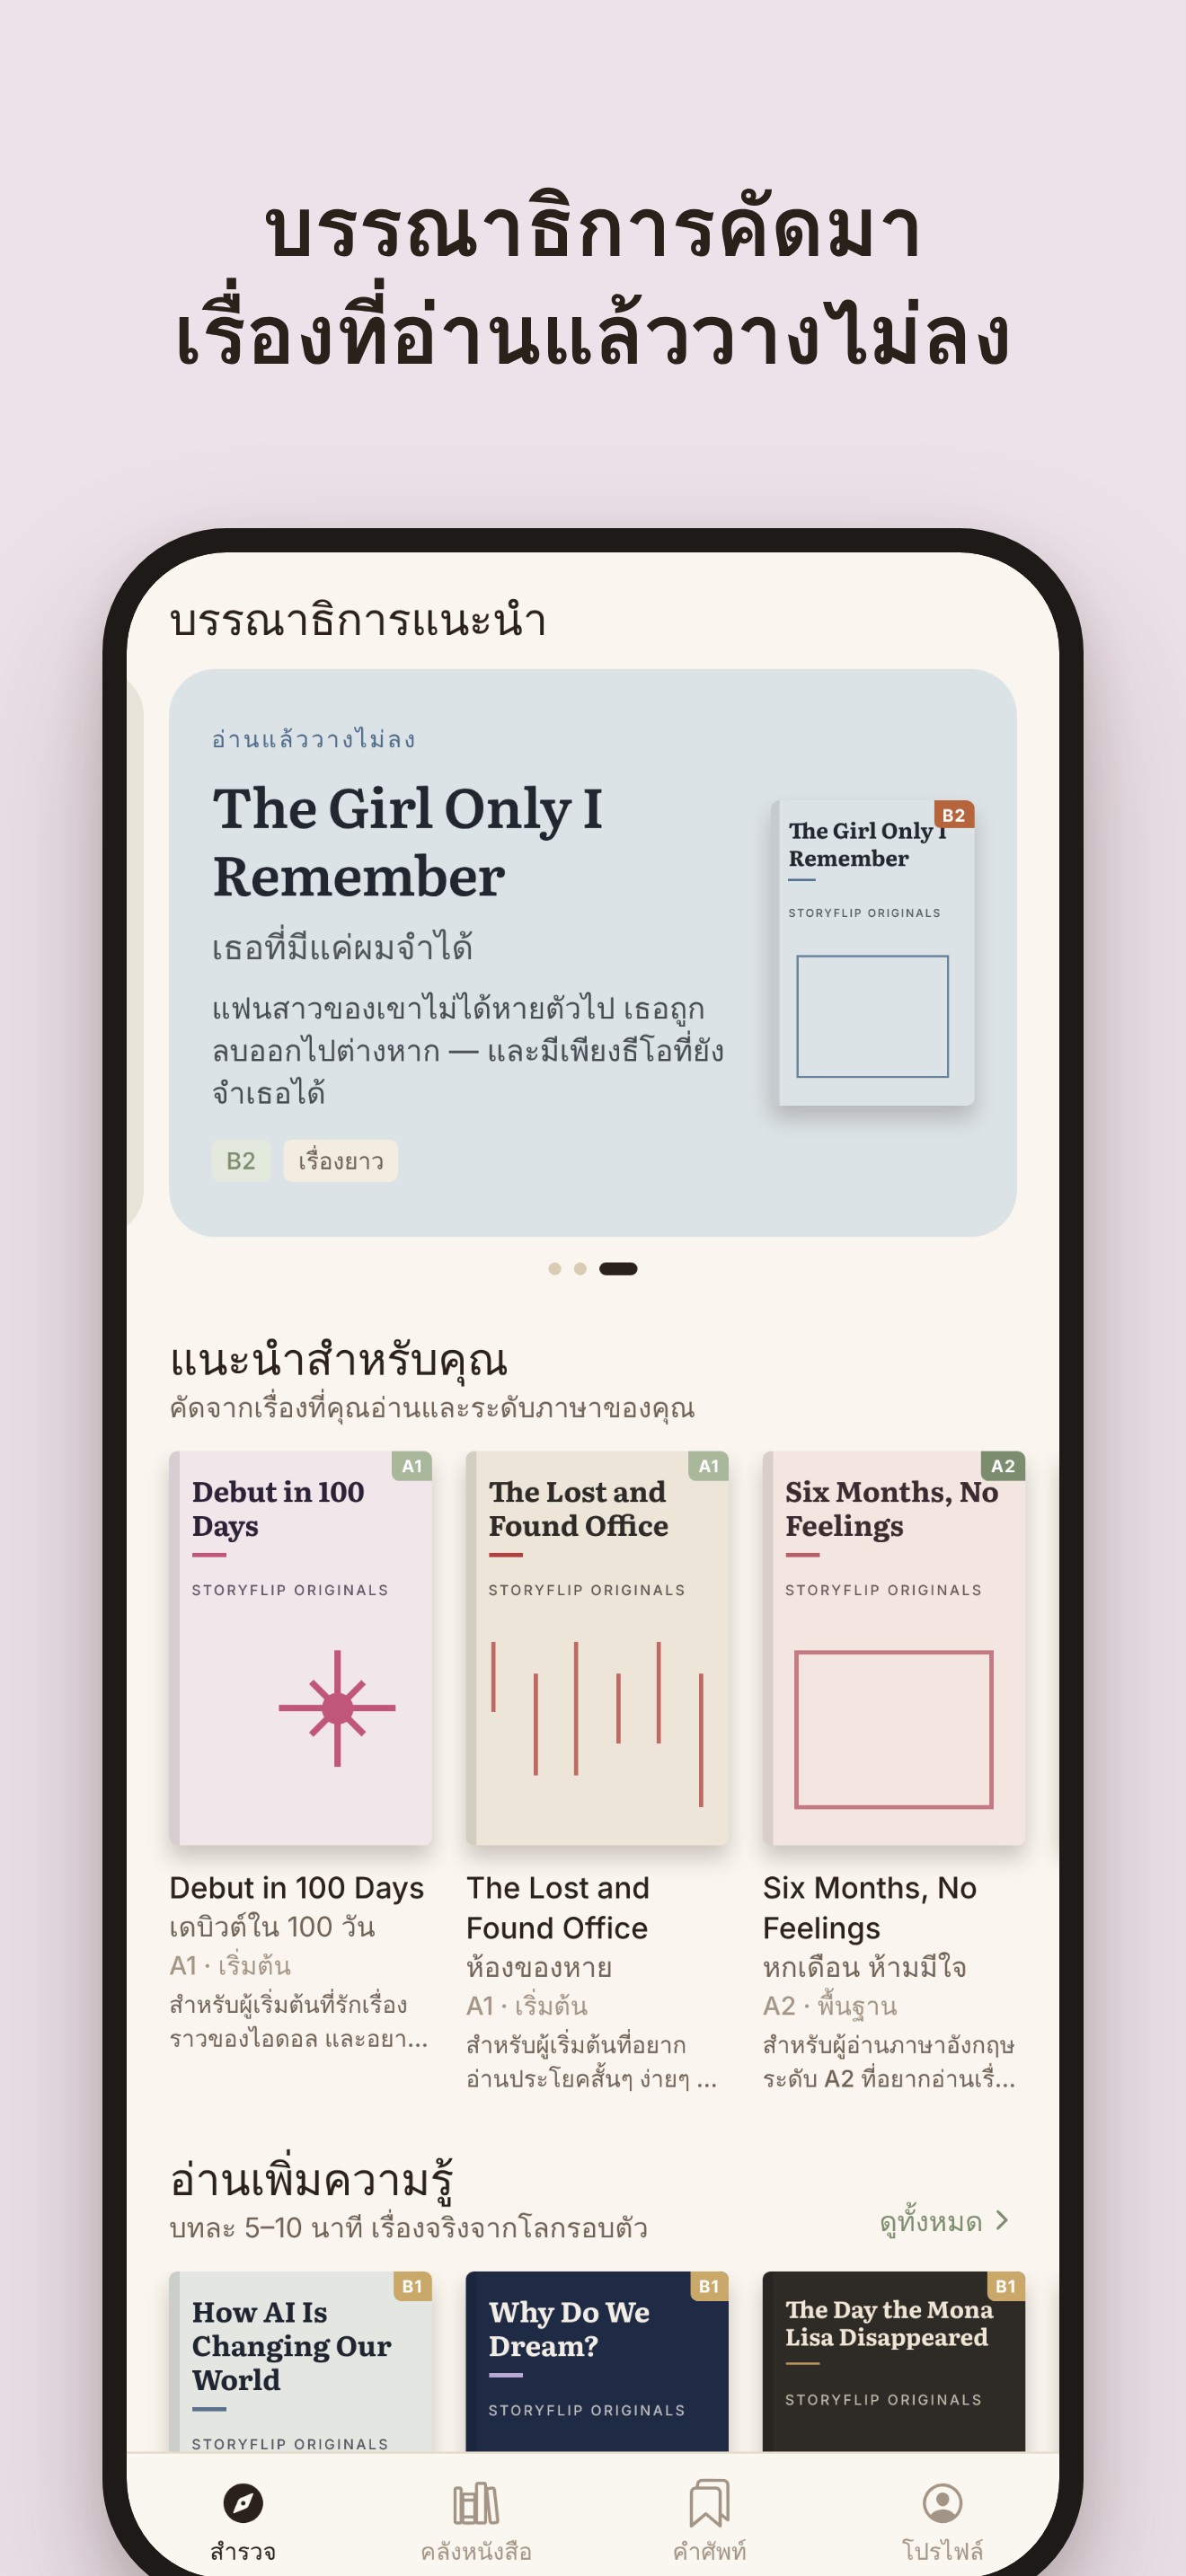 บรรณาธิการคัดมา
เรื่องที่อ่านแล้ววางไม่ลง
บรรณาธิการแนะนำ
อ่านแล้ววางไม่ลง
The Girl Only I
Remember
เธอที่มีแค่ผมจำได้
แฟนสาวของเขาไม่ได้หายตัวไป เธอถูก
ลบออกไปต่างหาก — และมีเพียงธีโอที่ยัง
จำเธอได้
B2 เรื่องยาว
B2
The Girl Only I
Remember
STORYFLIP ORIGINALS
แนะนำสำหรับคุณ
คัดจากเรื่องที่คุณอ่านและระดับภาษาของคุณ
A1
Debut in 100
Days
STORYFLIP ORIGINALS
Debut in 100 Days
เดบิวต์ใน 100 วัน
A1 · เริ่มต้น
สำหรับผู้เริ่มต้นที่รักเรื่อง
ราวของไอดอล และอยา...
A1
The Lost and
Found Office
STORYFLIP ORIGINALS
The Lost and
Found Office
ห้องของหาย
A1 · เริ่มต้น
สำหรับผู้เริ่มต้นที่อยาก
อ่านประโยคสั้นๆ ง่ายๆ ...
A2
Six Months, No
Feelings
STORYFLIP ORIGINALS
Six Months, No
Feelings
หกเดือน ห้ามมีใจ
A2 · พื้นฐาน
สำหรับผู้อ่านภาษาอังกฤษ
ระดับ A2 ที่อยากอ่านเรื่...
อ่านเพิ่มความรู้
บทละ 5–10 นาที เรื่องจริงจากโลกรอบตัว
ดูทั้งหมด
B1
How AI Is
Changing Our
World
STORYFLIP ORIGINALS
B1
Why Do We
Dream?
STORYFLIP ORIGINALS
B1
The Day the Mona
Lisa Disappeared
STORYFLIP ORIGINALS
สำรวจ
คลังหนังสือ
คำศัพท์
โปรไฟล์